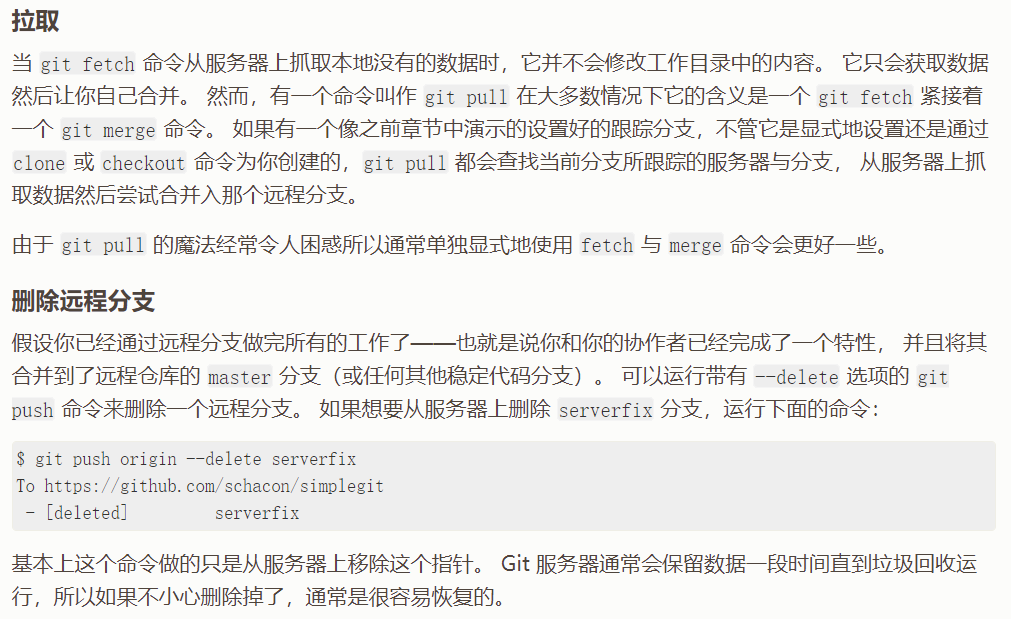 拉取
当 git fetch 命令从服务器上抓取本地没有的数据时，它并不会修改工作目录中的内容。 它只会获取数据
然后让你自己合并。 然而，有一个命令叫作 git pull 在大多数情况下它的含义是一个 git fetch 紧接着
一个 git merge 命令。 如果有一个像之前章节中演示的设置好的跟踪分支，不管它是显式地设置还是通过
clone 或 checkout 命令为你创建的，git pull 都会查找当前分支所跟踪的服务器与分支， 从服务器上抓
取数据然后尝试合并入那个远程分支。
由于 git pull 的魔法经常令人困惑所以通常单独显式地使用 fetch 与 merge 命令会更好一些。
删除远程分支
假设你已经通过远程分支做完所有的工作了——也就是说你和你的协作者已经完成了一个特性， 并且将其
合并到了远程仓库的 master 分支（或任何其他稳定代码分支）。 可以运行带有 --delete 选项的 git
push 命令来删除一个远程分支。 如果想要从服务器上删除 serverfix 分支，运行下面的命令：
$ git push origin --delete serverfix
To https://github.com/schacon/simplegit
 - [deleted]         serverfix
基本上这个命令做的只是从服务器上移除这个指针。 Git 服务器通常会保留数据一段时间直到垃圾回收运
行，所以如果不小心删除掉了，通常是很容易恢复的。